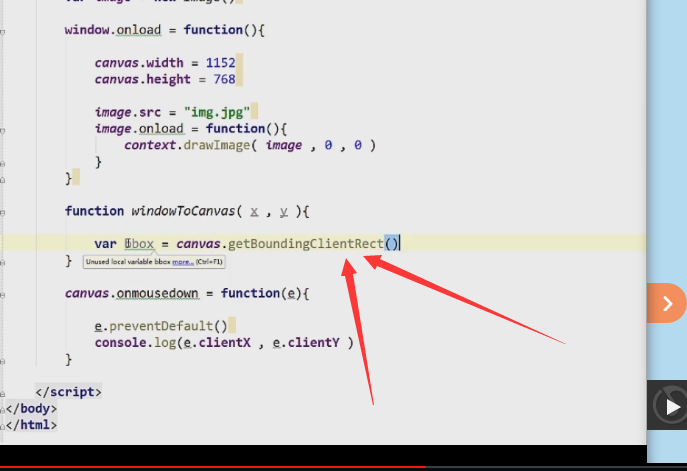 var image = new Image()
window.onload = function(){
canvas.width = 1152
canvas.height = 768
image.src = "img.jpg"
image.onload = function(){
context.drawImage( image , 0 , 0 )
}
}
function windowToCanvas( x , y ){
var bbox = canvas.getBoundingClientRect()
}
Unused local variable bbox more... (Ctrl+F1)
canvas.onmousedown = function(e){
e.preventDefault()
console.log(e.clientX , e.clientY )
}
</script>
</body>
</html>